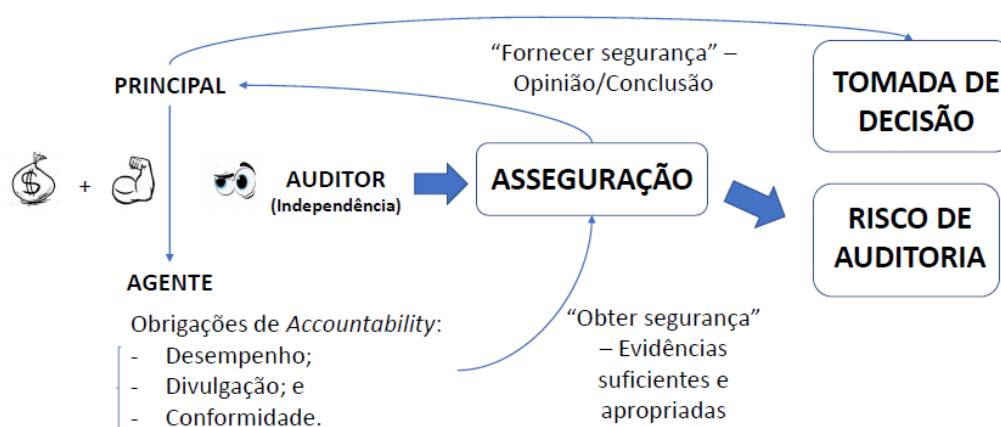 “Fornecer segurança” –
Opinião/Conclusão
TOMADA DE
DECISÃO
PRINCIPAL
$
+
AUDITOR
(Independência)
ASSEGURAÇÃO
RISCO DE
AUDITORIA
AGENTE
Obrigações de Accountability:
- Desempenho;
- Divulgação; e
- Conformidade.
“Obter segurança”
– Evidências
suficientes e
apropriadas